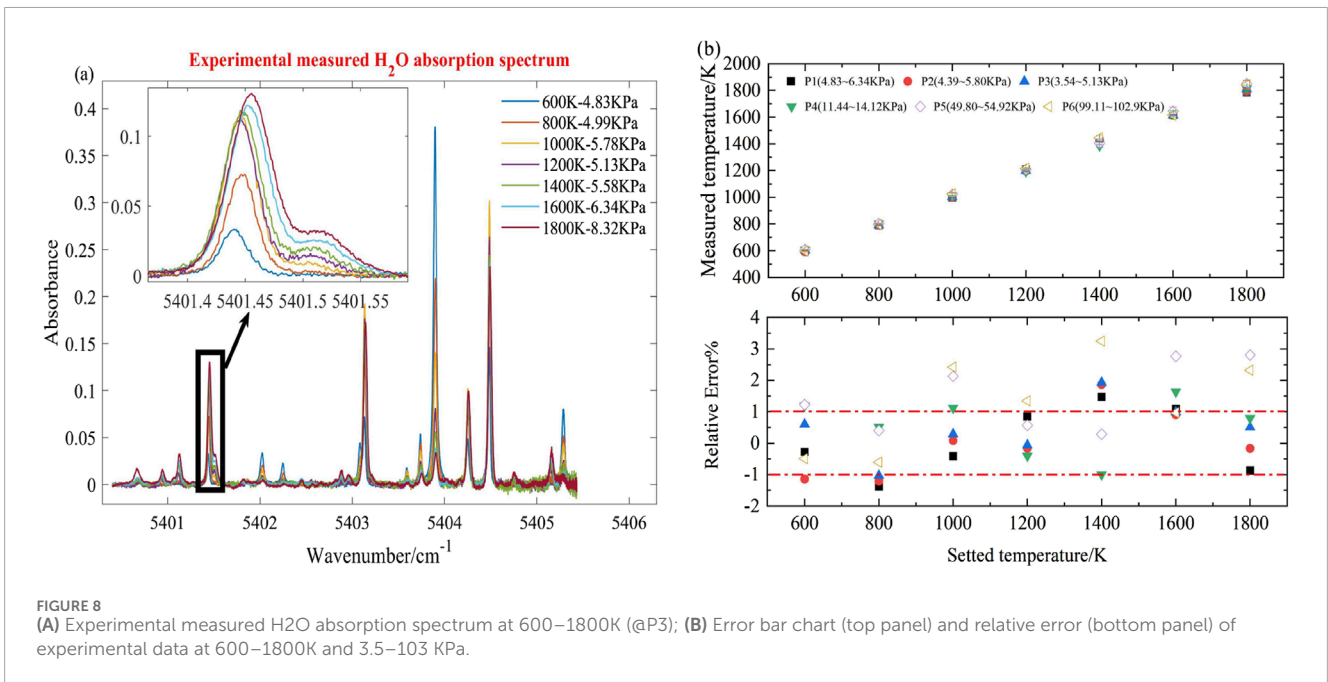 Experimental measured H2O absorption spectrum
(a)
0.4
0.35
0.3
0.25
0.2
0.15
0.1
0.05
0
Absorbance
0.1
0.05
0
5401.4 5401.45 5401.5 5401.55
600K-4.83KPa
800K-4.99KPa
1000K-5.78KPa
1200K-5.13KPa
1400K-5.58KPa
1600K-6.34KPa
1800K-8.32KPa
5401 5402 5403 5404 5405 5406
Wavenumber/cm-1
(b)
2000
1800
1600
1400
1200
1000
800
600
400
Measured temperature/K
P1(4.83~6.34KPa) P2(4.39~5.80KPa) P3(3.54~5.13KPa)
P4(11.44~14.12KPa) P5(49.80~54.92KPa) P6(99.11~102.9KPa)
600 800 1000 1200 1400 1600 1800
4
3
2
1
0
-1
-2
Relative Error%
600 800 1000 1200 1400 1600 1800
Setted temperature/K
FIGURE 8
(A) Experimental measured H2O absorption spectrum at 600–1800K (@P3); (B) Error bar chart (top panel) and relative error (bottom panel) of
experimental data at 600–1800K and 3.5–103 KPa.